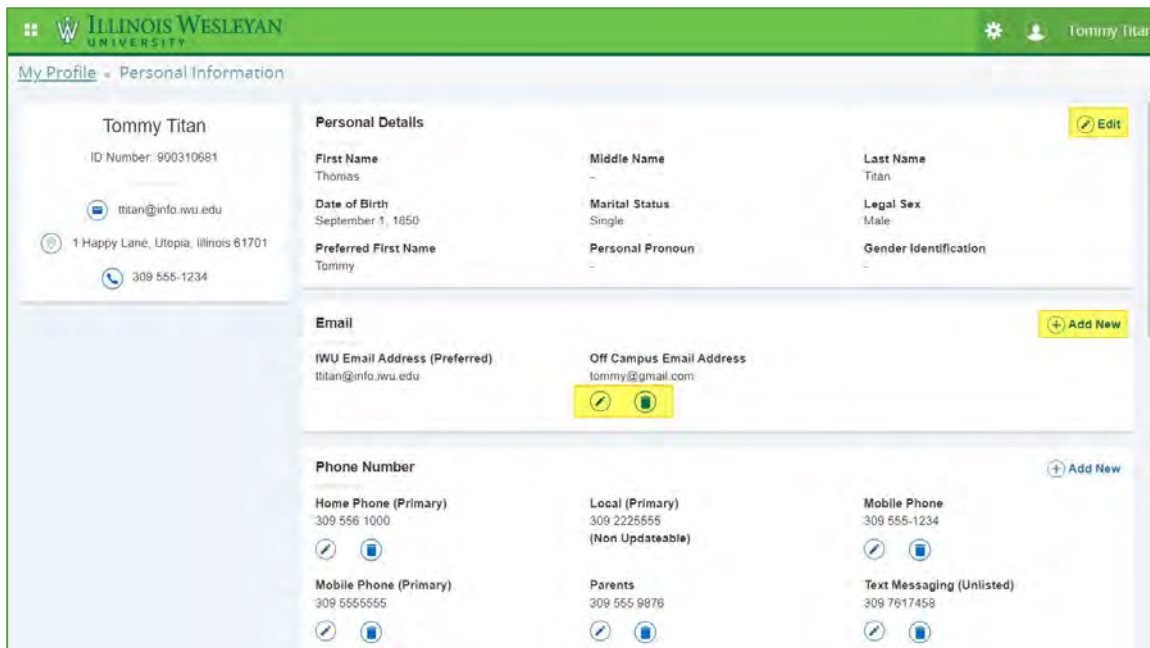 ILLINOIS WESLEYAN
UNIVERSITY
Tommy Titan
My Profile • Personal Information
Tommy Titan
ID Number: 900310681
ttitan@info.iwu.edu
1 Happy Lane, Utopia, Illinois 61701
309 555-1234
Personal Details
Edit
First Name
Thomas
Middle Name
-
Last Name
Titan
Date of Birth
September 1, 1850
Marital Status
Single
Legal Sex
Male
Preferred First Name
Tommy
Personal Pronoun
-
Gender Identification
-
Email
Add New
IWU Email Address (Preferred)
ttitan@info.iwu.edu
Off Campus Email Address
tommy@gmail.com
Phone Number
Add New
Home Phone (Primary)
309 556 1000
Local (Primary)
309 2225555
(Non Updateable)
Mobile Phone
309 555-1234
Mobile Phone (Primary)
309 5555555
Parents
309 555 9876
Text Messaging (Unlisted)
309 7617458